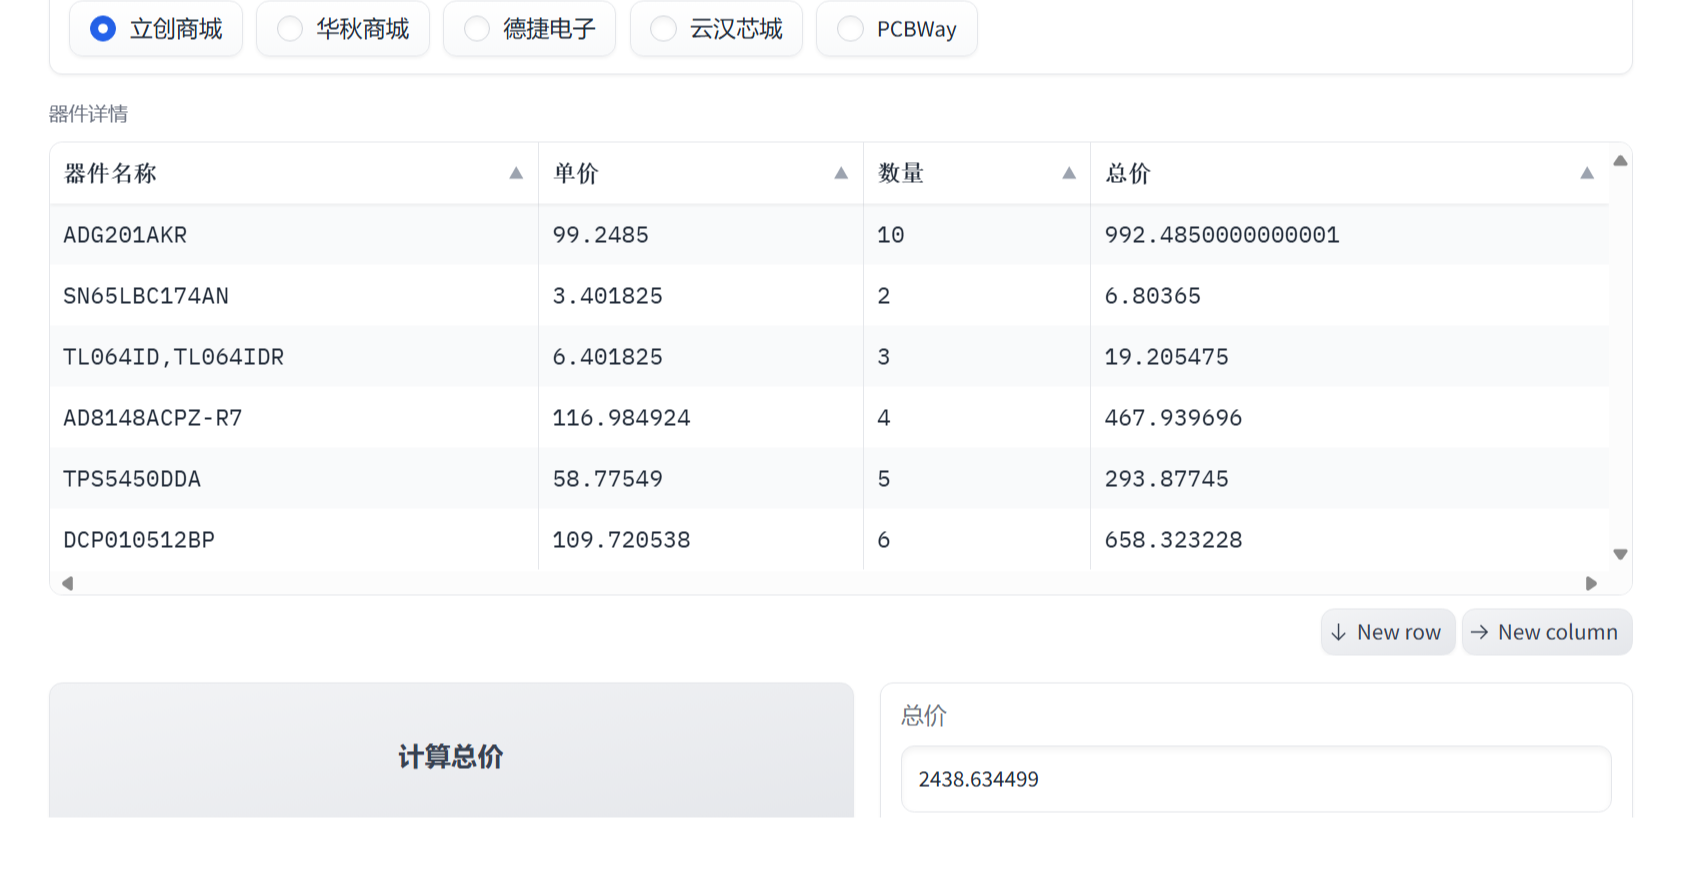 立创商城 华秋商城 德捷电子 云汉芯城 PCBWay
器件详情
器件名称 单价 数量 总价
ADG201AKR 99.2485 10 992.4850000000001
SN65LBC174AN 3.401825 2 6.80365
TL064ID,TL064IDR 6.401825 3 19.205475
AD8148ACPZ-R7 116.984924 4 467.939696
TPS5450DDA 58.77549 5 293.87745
DCP010512BP 109.720538 6 658.323228
↓ New row → New column
计算总价
总价
2438.634499